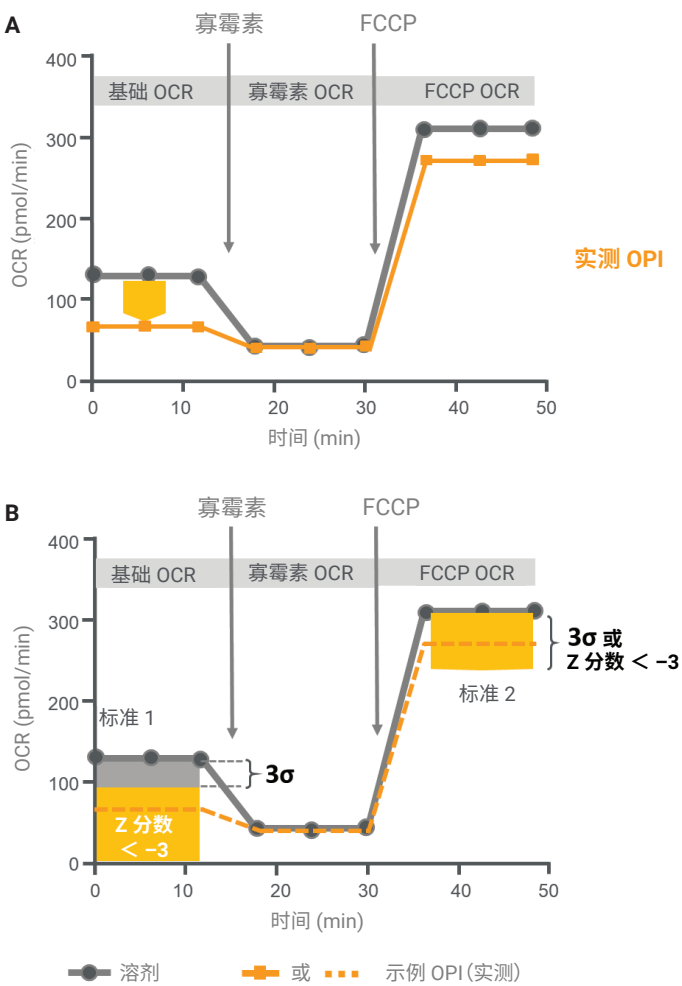 A
寡霉素 FCCP
400
基础 OCR 寡霉素 OCR FCCP OCR
300
200
100
0
OCR (pmol/min)
实测 OPI
0 10 20 30 40 50
时间 (min)
B
寡霉素 FCCP
400
基础 OCR 寡霉素 OCR FCCP OCR
300
200
100
0
OCR (pmol/min)
3σ 或
Z 分数 < −3
标准 2
标准 1
3σ
Z 分数
< −3
0 10 20 30 40 50
时间 (min)
溶剂 或 示例 OPI（实测）